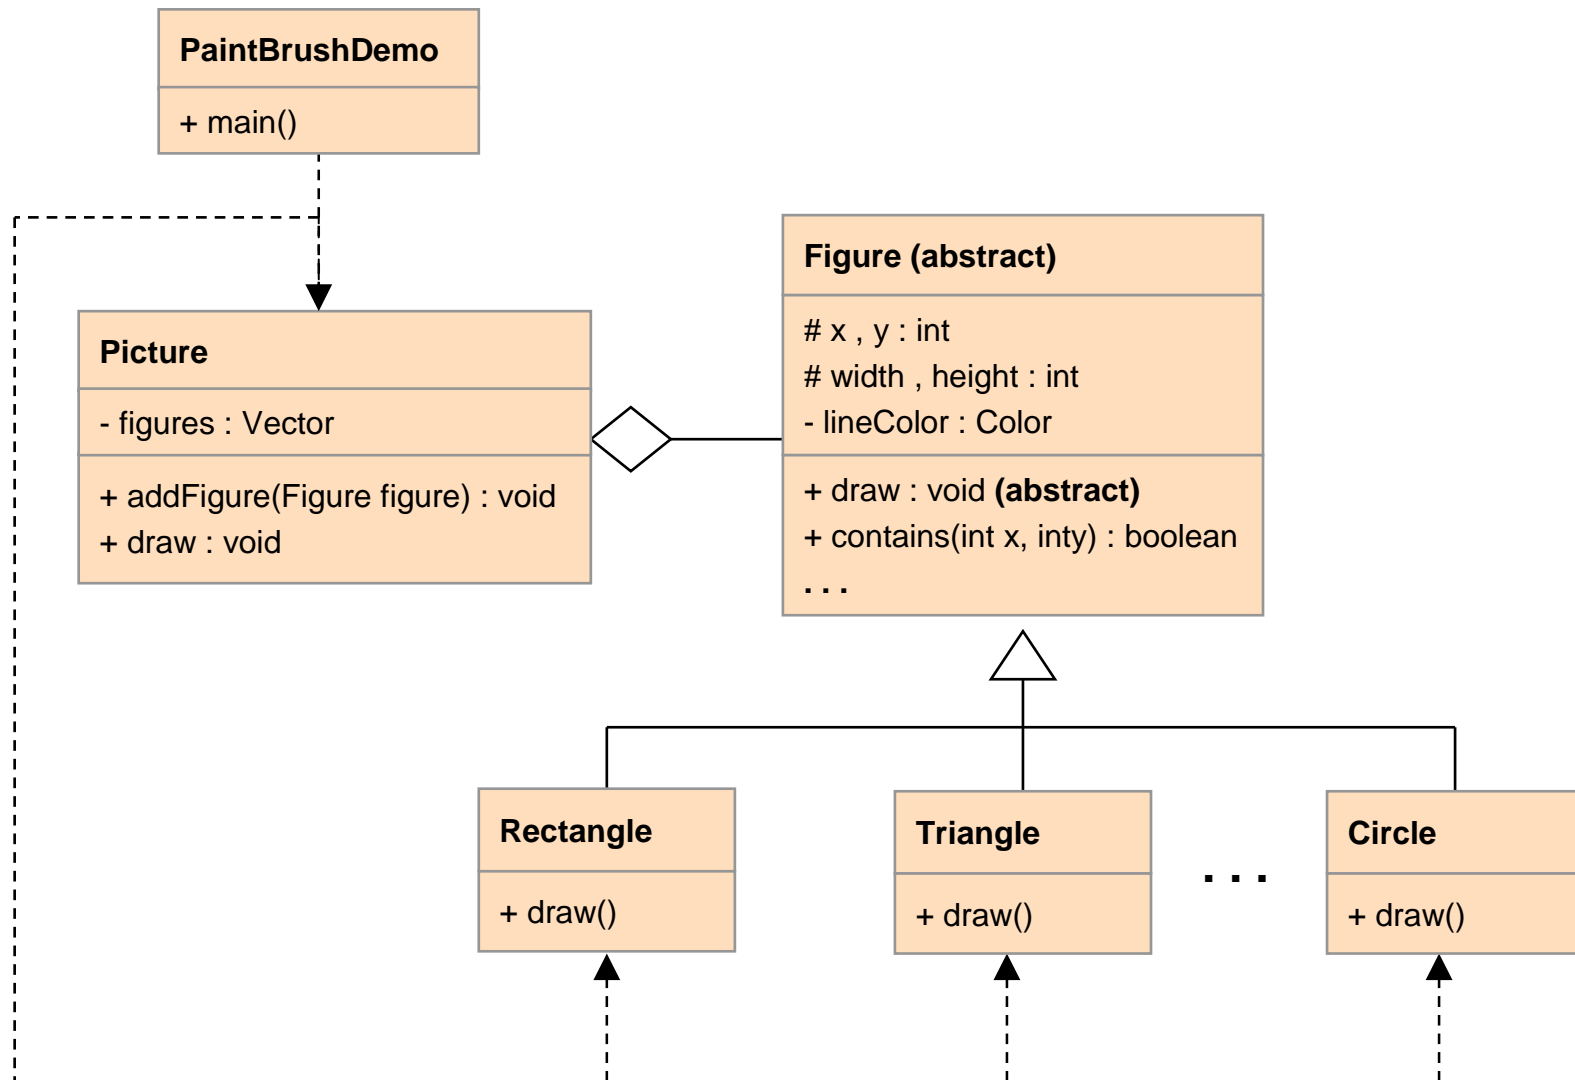 PaintBrushDemo
+ main()
Figure (abstract)
# x , y : int
# width , height : int
- lineColor : Color
+ draw : void (abstract)
+ contains(int x, inty) : boolean
. . .
Picture
- figures : Vector
+ addFigure(Figure figure) : void
+ draw : void
Rectangle
+ draw()
Triangle
+ draw()
. . .
Circle
+ draw()